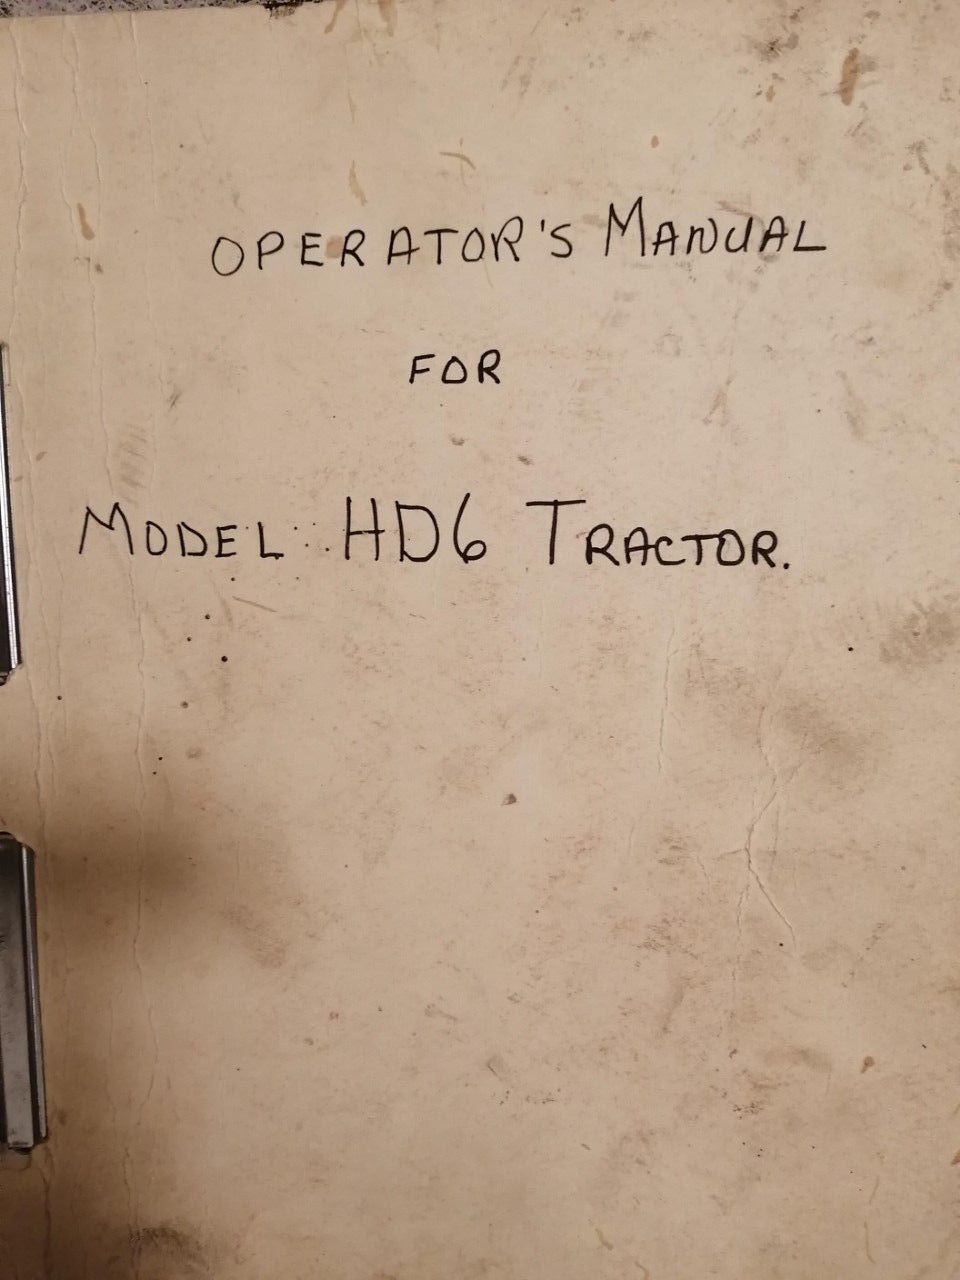 OPERATOR'S MANUAL
FOR
MODEL: HD6 TRACTOR.